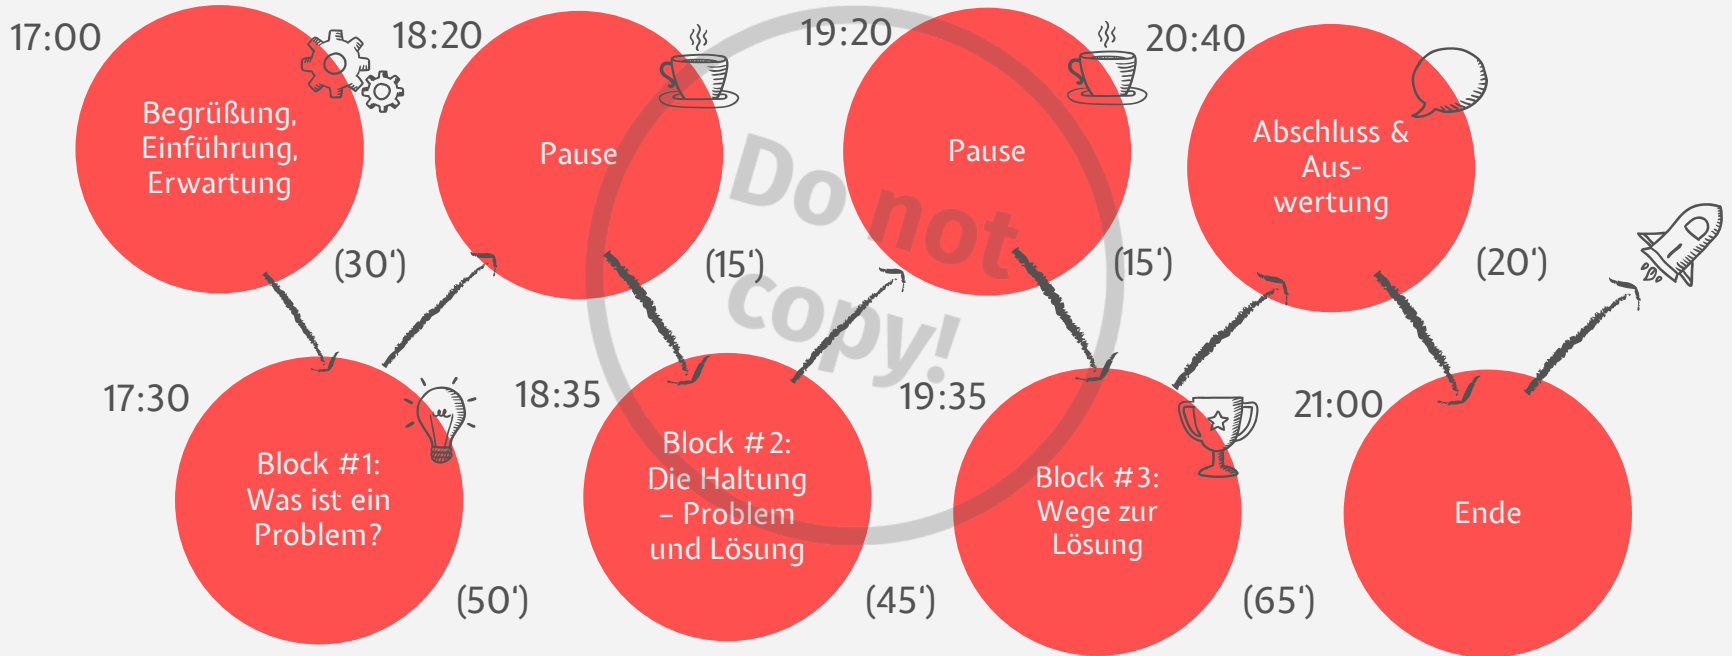 17:00
Begrüßung,
Einführung,
Erwartung
(30‘)
17:30
Block #1:
Was ist ein
Problem?
(50‘)
18:20
Pause
(15‘)
18:35
Block #2:
Die Haltung
– Problem
und Lösung
(45‘)
19:20
Pause
(15‘)
19:35
Block #3:
Wege zur
Lösung
(65‘)
20:40
Abschluss &
Aus-
wertung
(20‘)
21:00
Ende
Do not
copy!